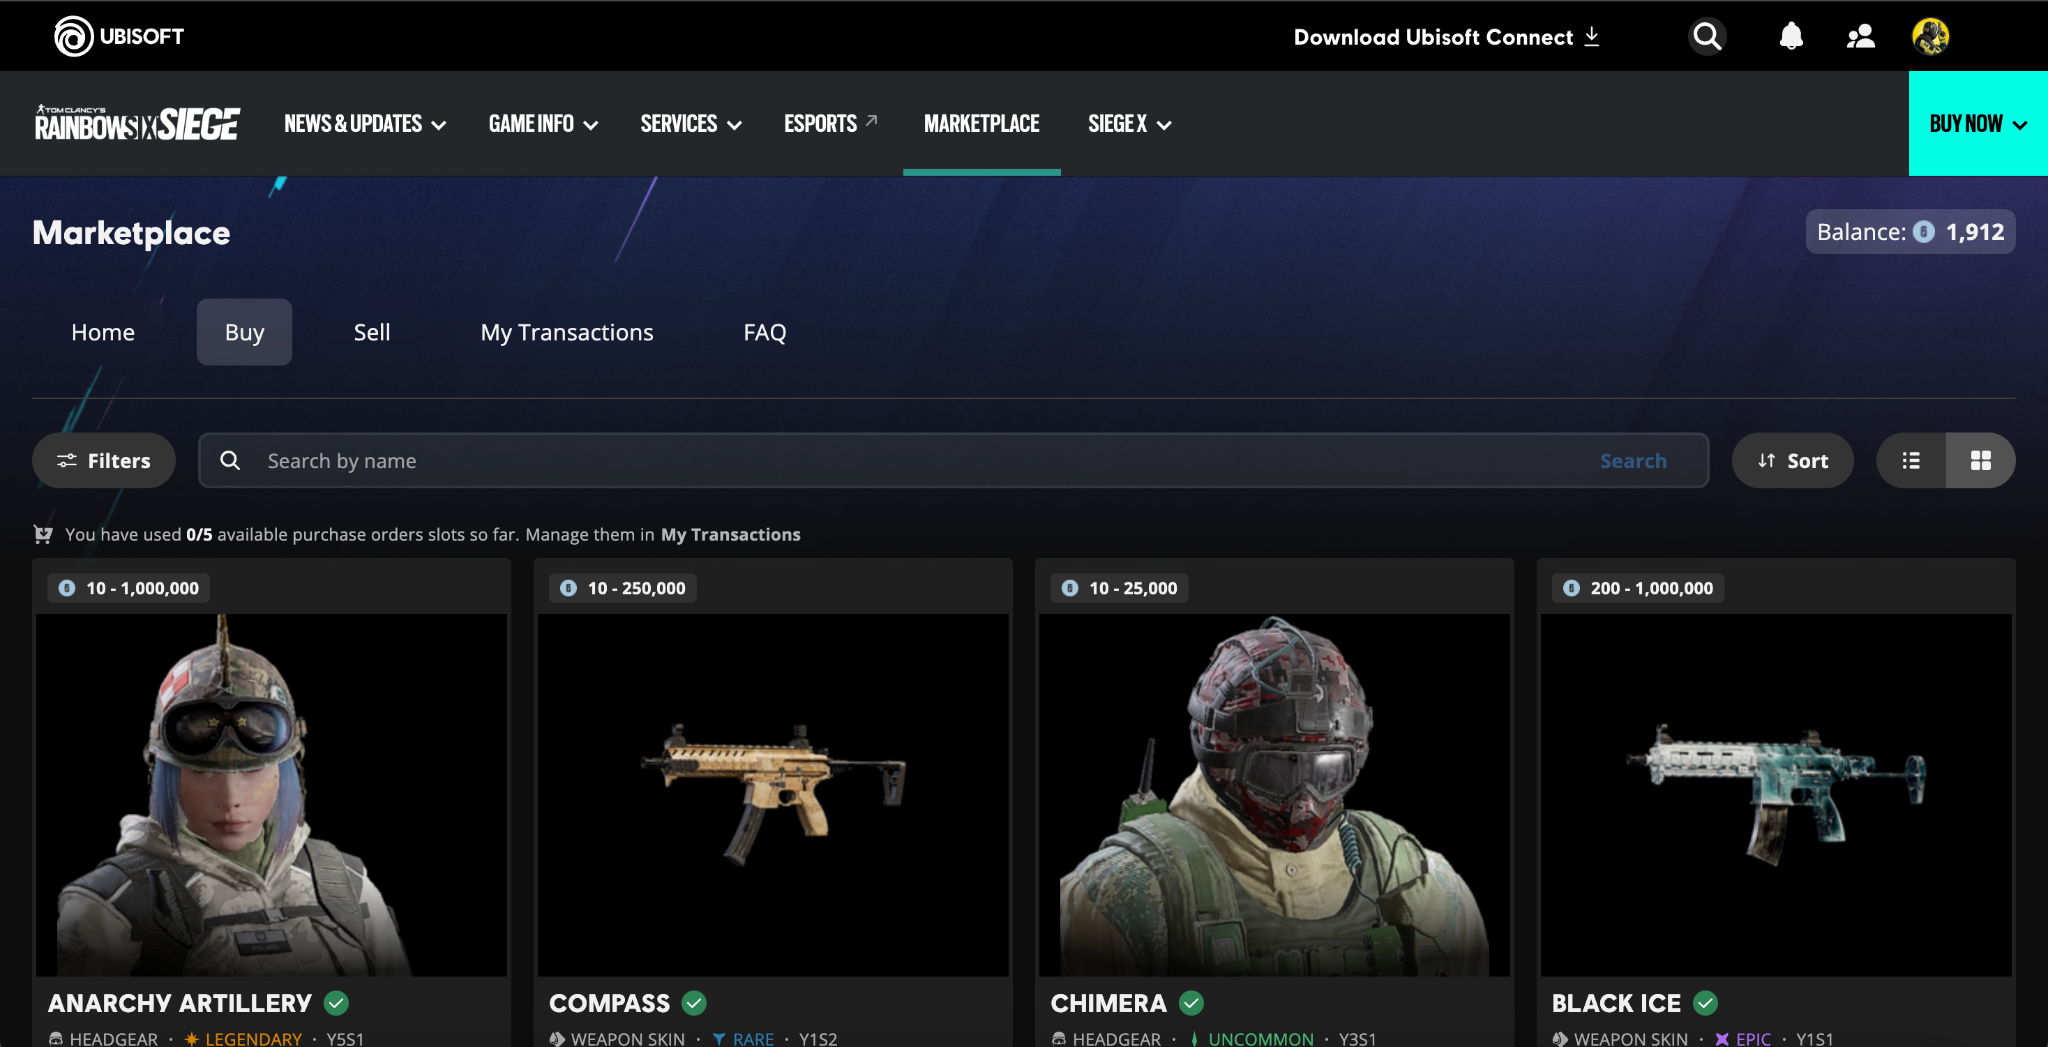 UBISOFT
Download Ubisoft Connect
TOM CLANCY'S
RAINBOWSIX SIEGE
NEWS & UPDATES
GAME INFO
SERVICES
ESPORTS
MARKETPLACE
SIEGE X
BUY NOW
Marketplace
Balance: 1,912
Home
Buy
Sell
My Transactions
FAQ
Filters
Search by name
Search
Sort
You have used 0/5 available purchase orders slots so far. Manage them in My Transactions
10 - 1,000,000
10 - 250,000
10 - 25,000
200 - 1,000,000
ANARCHY ARTILLERY
HEADGEAR · LEGENDARY · Y5S1
COMPASS
WEAPON SKIN · RARE · Y1S2
CHIMERA
HEADGEAR · UNCOMMON · Y3S1
BLACK ICE
WEAPON SKIN · EPIC · Y1S1